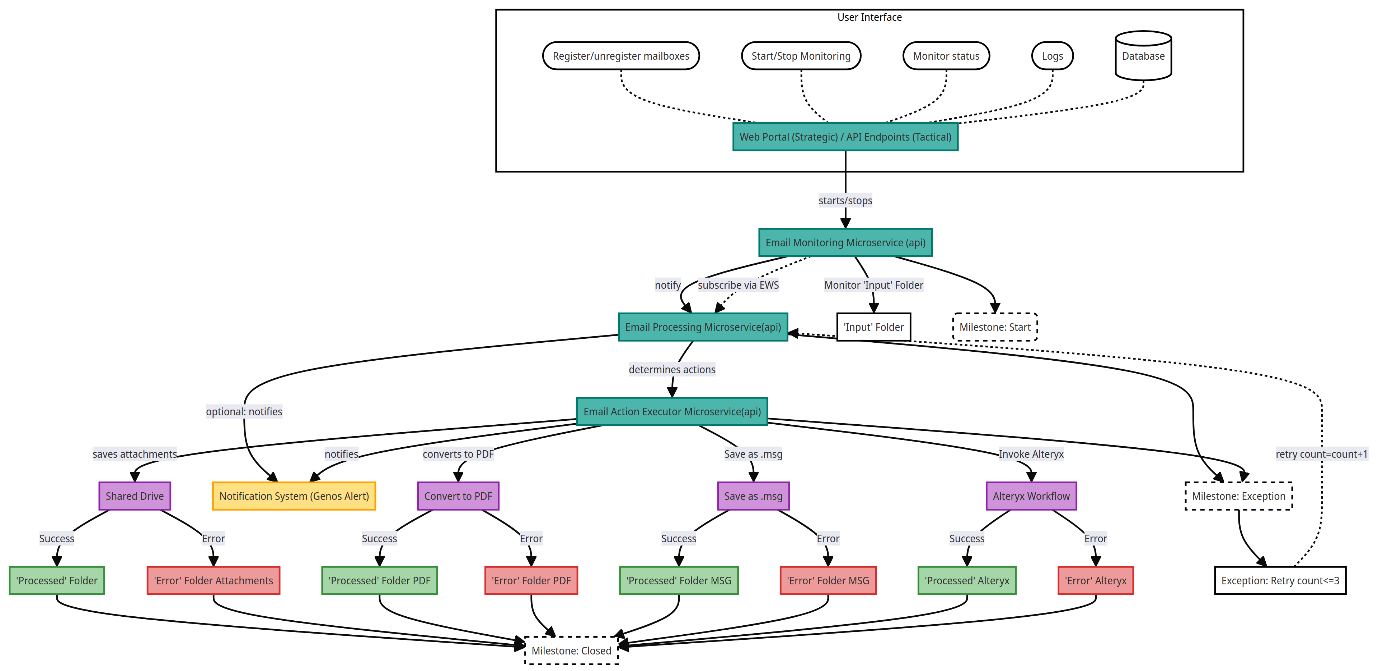 User Interface
Register/unregister mailboxes
Start/Stop Monitoring
Monitor status
Logs
Database
Web Portal (Strategic) / API Endpoints (Tactical)
starts/stops
Email Monitoring Microservice (api)
notify
subscribe via EWS
Monitor 'Input' Folder
Email Processing Microservice(api)
'Input' Folder
Milestone: Start
determines actions
optional: notifies
Email Action Executor Microservice(api)
saves attachments
notifies
converts to PDF
Save as .msg
Invoke Alteryx
retry count=count+1
Shared Drive
Notification System (Genos Alert)
Convert to PDF
Save as .msg
Alteryx Workflow
Milestone: Exception
Success
Error
Success
Error
Success
Error
Success
Error
'Processed' Folder
'Error' Folder Attachments
'Processed' Folder PDF
'Error' Folder PDF
'Processed' Folder MSG
'Error' Folder MSG
'Processed' Alteryx
'Error' Alteryx
Exception: Retry count<=3
Milestone: Closed